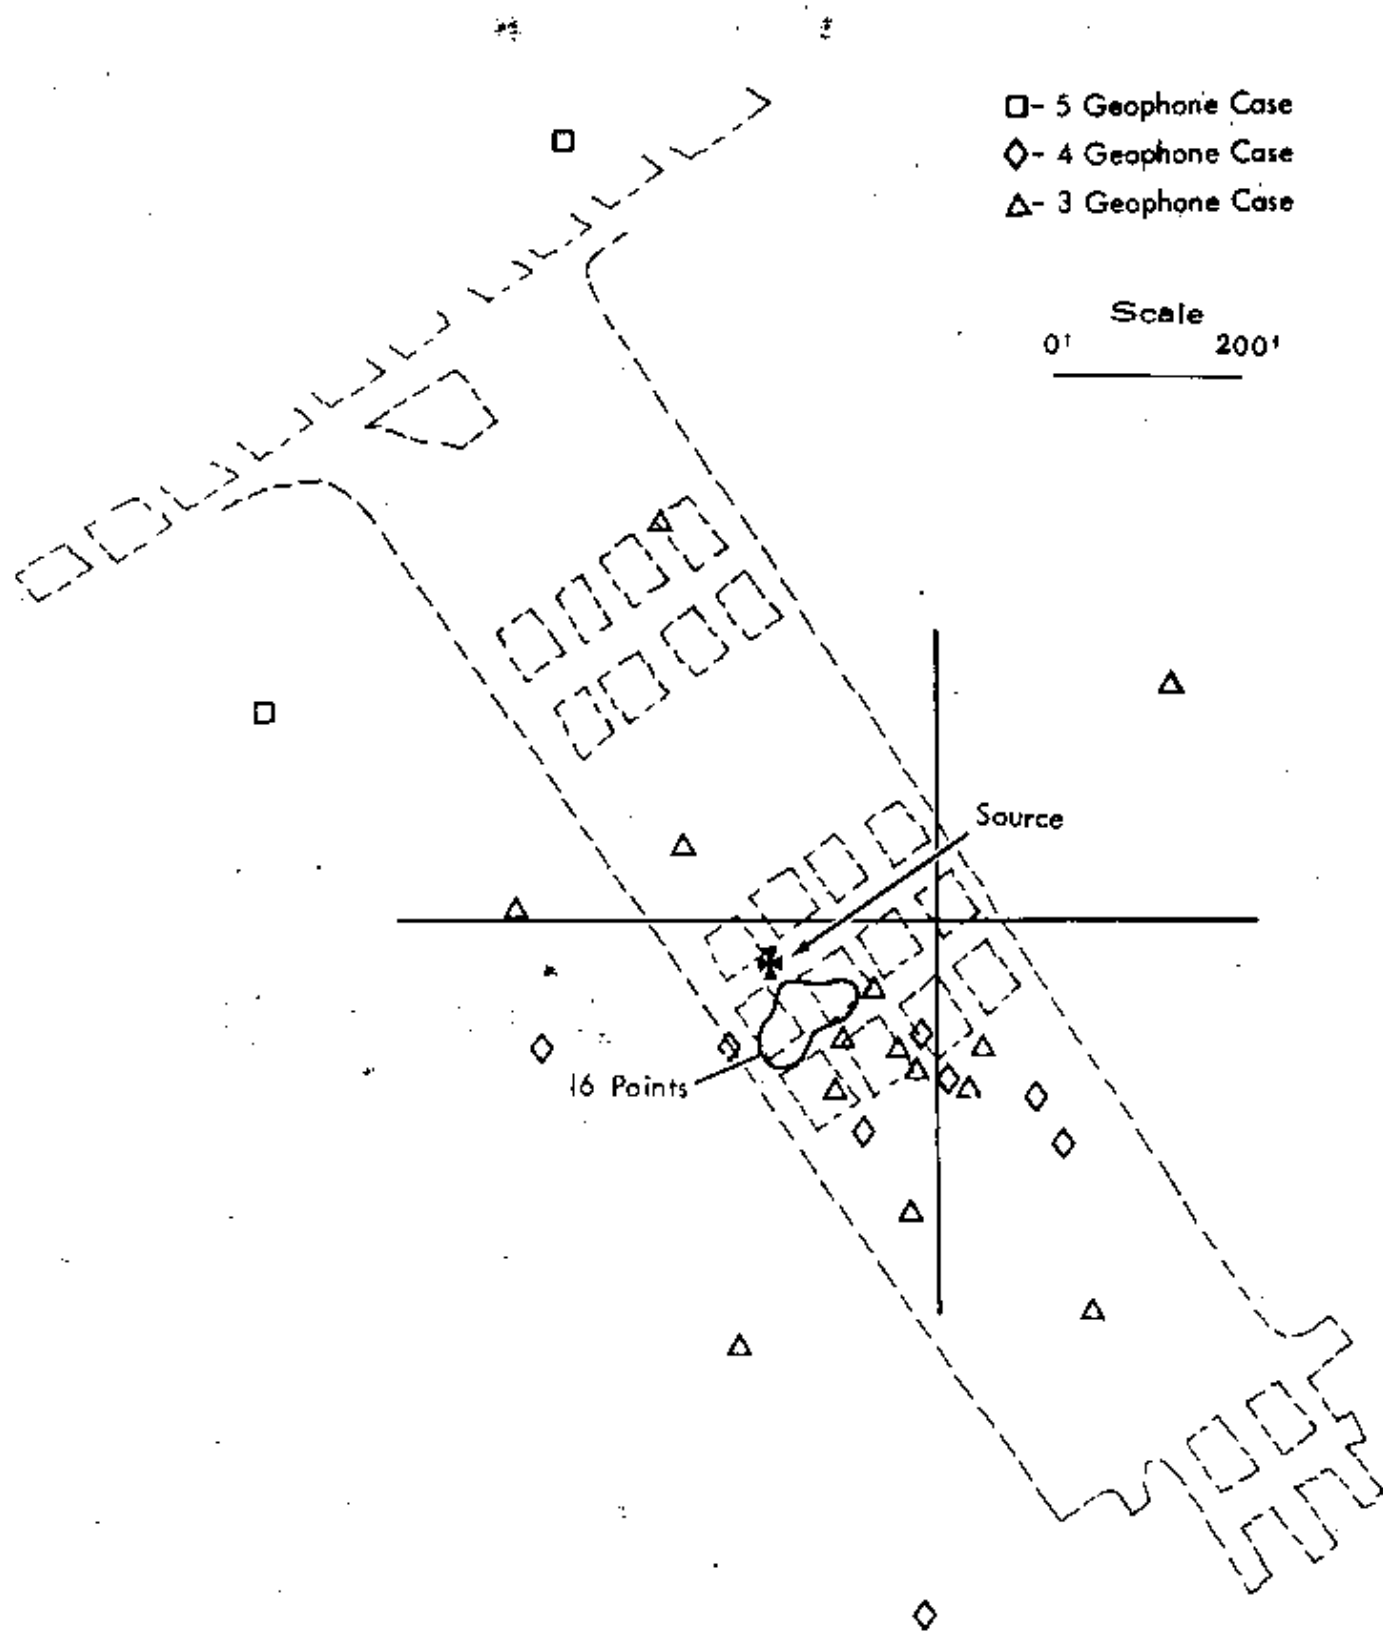 □- 5 Geophone Case
◇- 4 Geophone Case
△- 3 Geophone Case
Scale
0' 200'
Source
16 Points